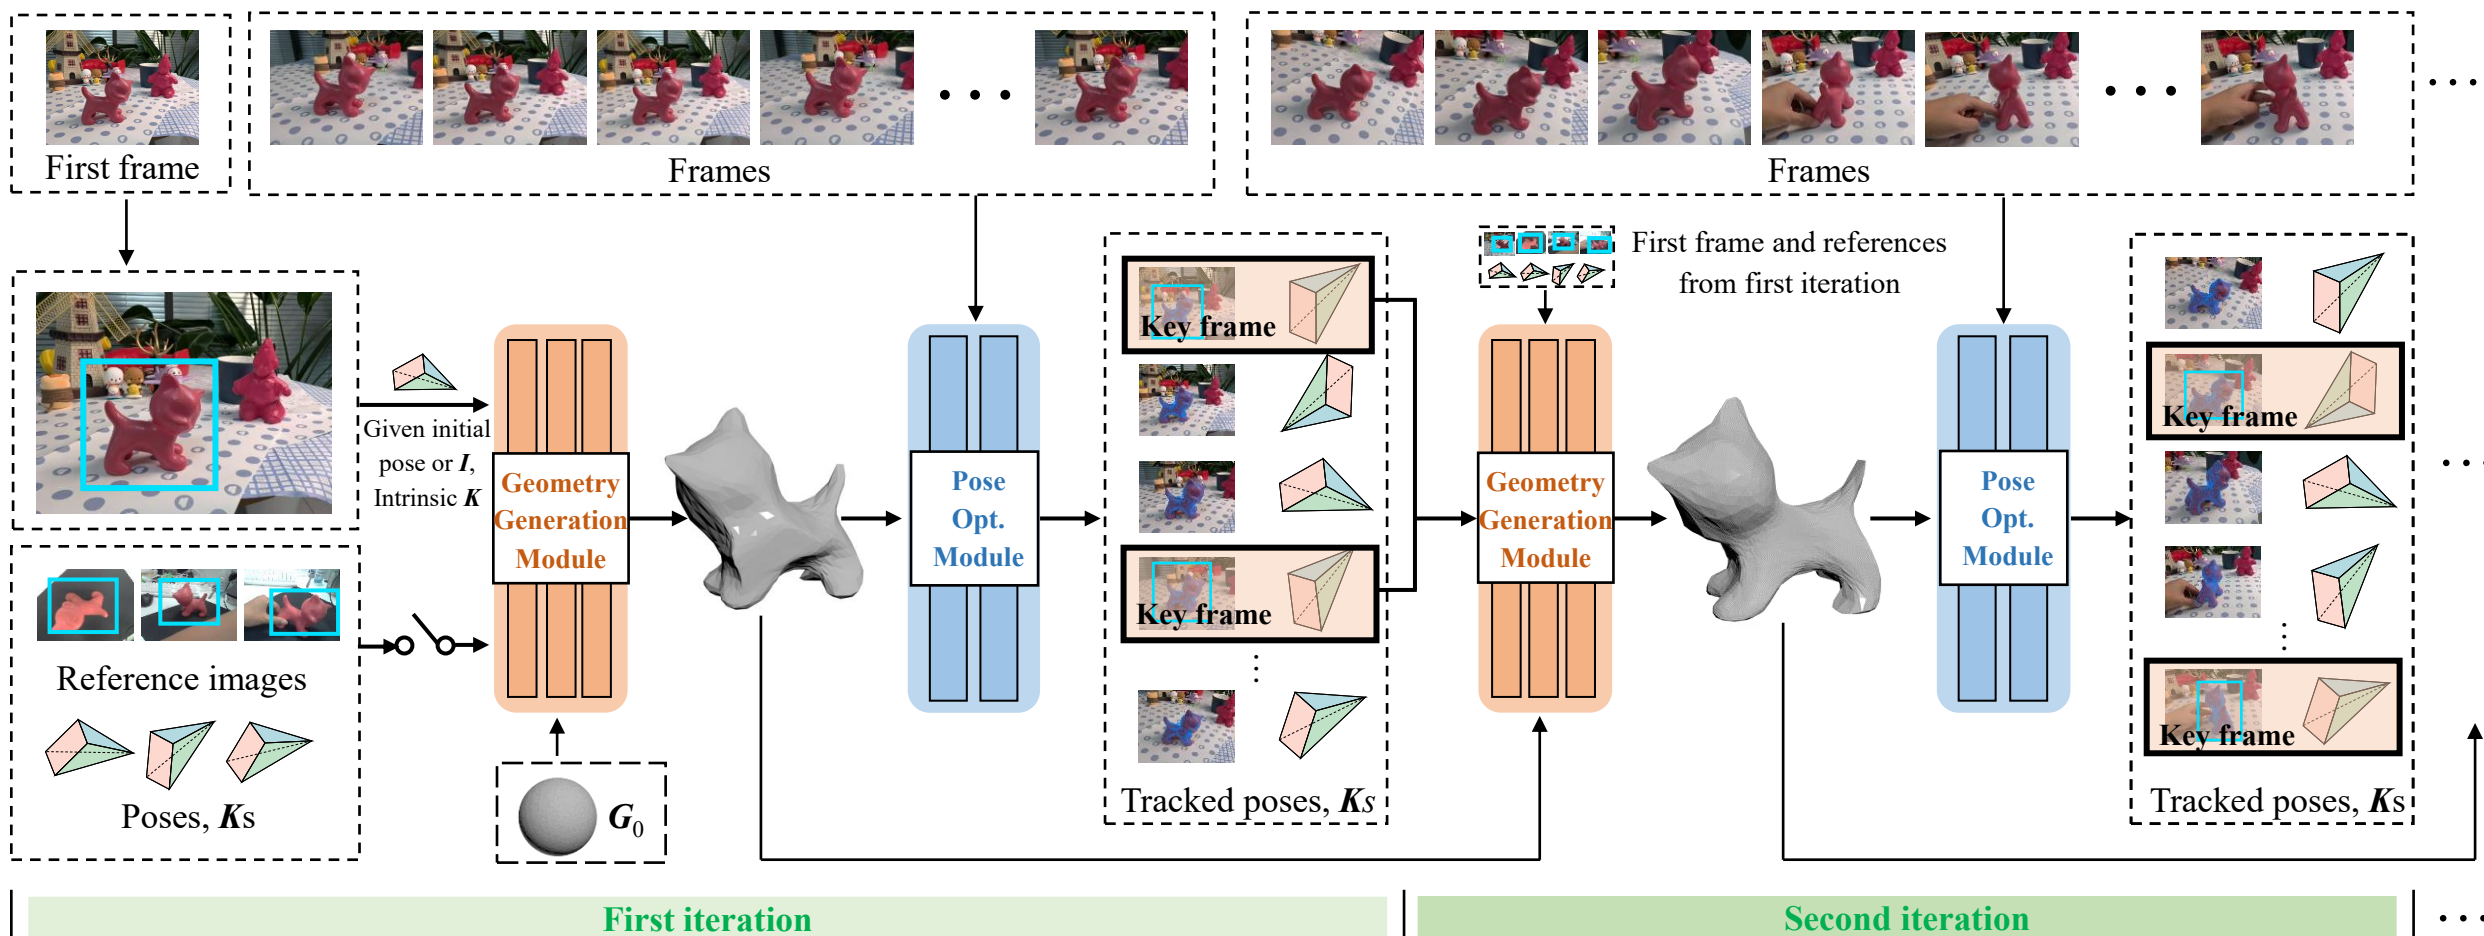 First frame
Frames
Frames
First frame and references
from first iteration
Given initial
pose or I,
Intrinsic K
Geometry
Generation
Module
Pose
Opt.
Module
Key frame
Key frame
Tracked poses, Ks
Geometry
Generation
Module
Pose
Opt.
Module
Key frame
Key frame
Tracked poses, Ks
Reference images
Poses, Ks
G₀
First iteration
Second iteration